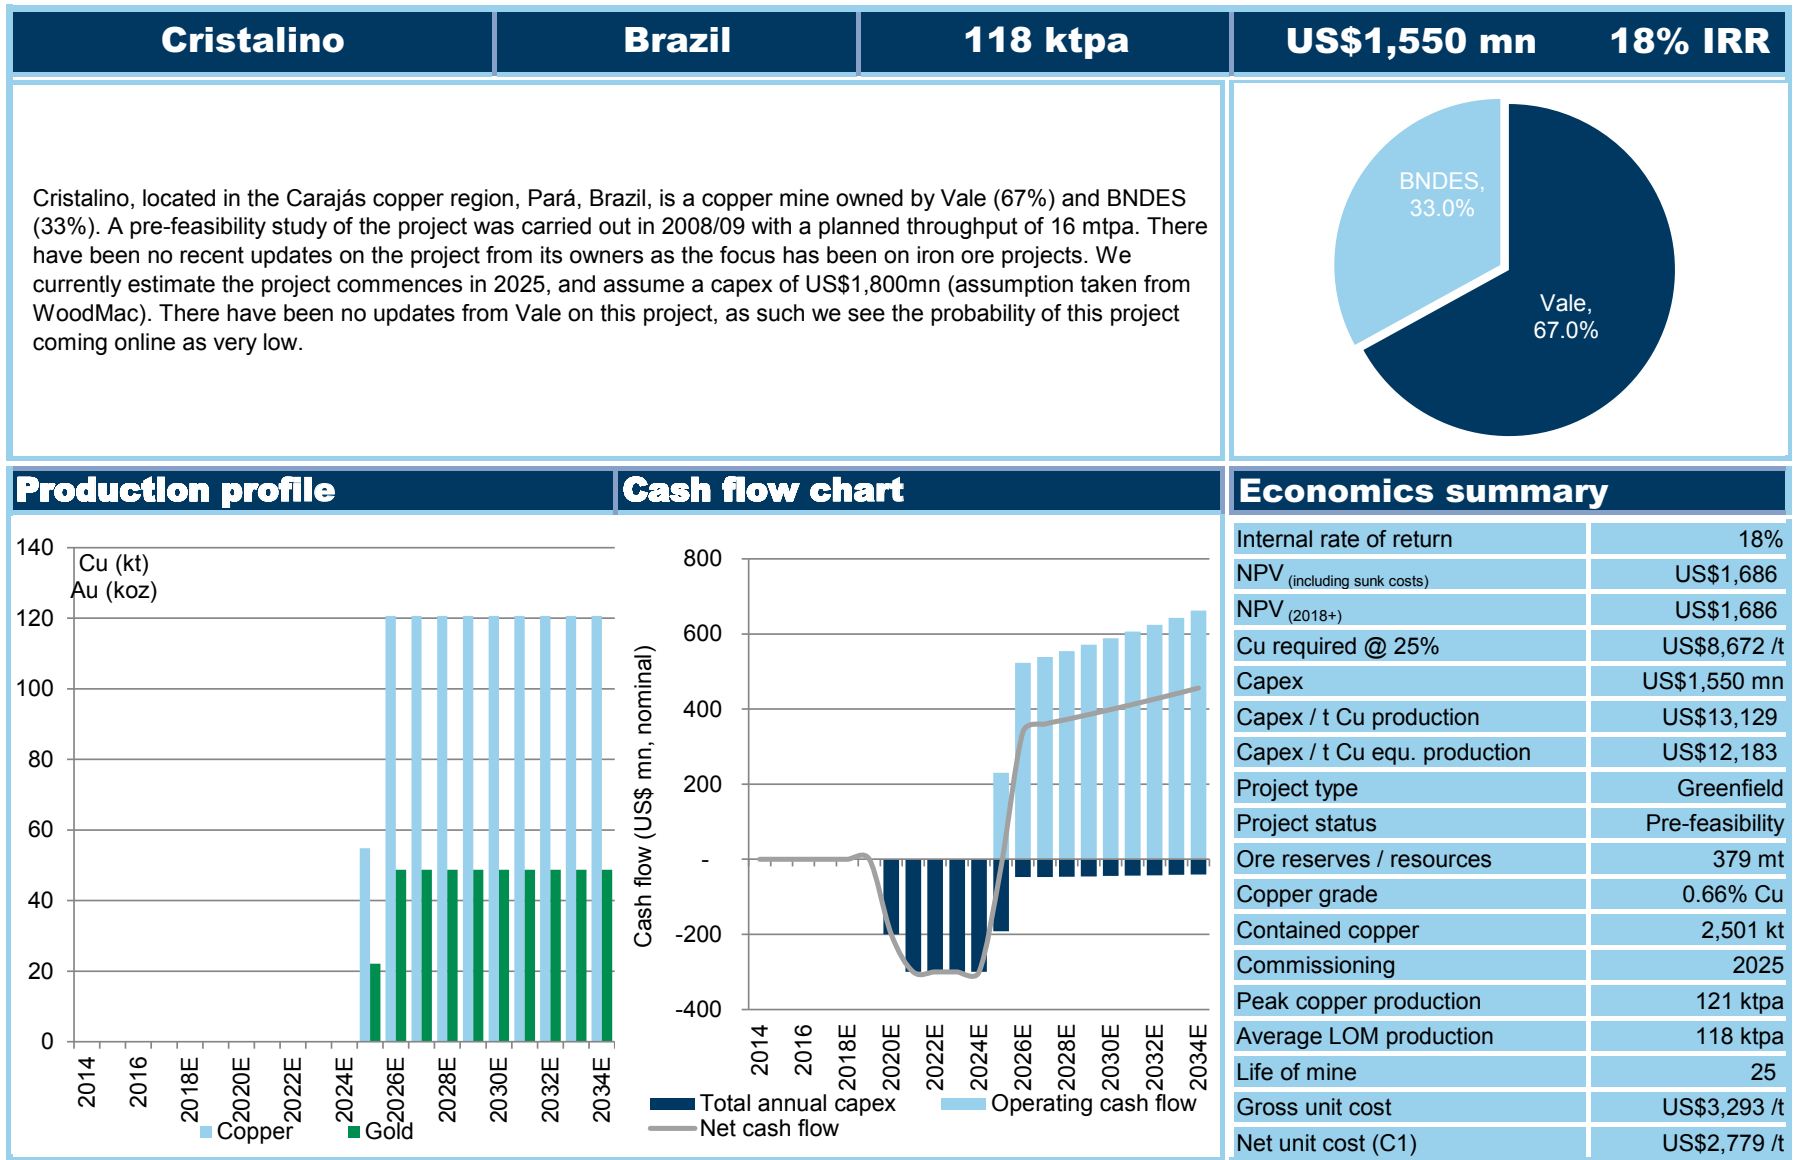 Cristalino
Brazil
118 ktpa
US$1,550 mn
18% IRR
Cristalino, located in the Carajás copper region, Pará, Brazil, is a copper mine owned by Vale (67%) and BNDES
(33%). A pre-feasibility study of the project was carried out in 2008/09 with a planned throughput of 16 mtpa. There
have been no recent updates on the project from its owners as the focus has been on iron ore projects. We
currently estimate the project commences in 2025, and assume a capex of US$1,800mn (assumption taken from
WoodMac). There have been no updates from Vale on this project, as such we see the probability of this project
coming online as very low.
BNDES,
33.0%
Vale,
67.0%
Production profile
140
120
100
80
60
40
20
0
Cu (kt)
Au (koz)
2014
2016
2018E
2020E
2022E
2024E
2026E
2028E
2030E
2032E
2034E
Copper
Gold
Cash flow chart
Cash flow (US$ mn, nominal)
800
600
400
200
-
-200
-400
2014
2016
2018E
2020E
2022E
2024E
2026E
2028E
2030E
2032E
2034E
Total annual capex
Operating cash flow
Net cash flow
Economics summary
Internal rate of return 18%
NPV (including sunk costs) US$1,686
NPV (2018+) US$1,686
Cu required @ 25% US$8,672 /t
Capex US$1,550 mn
Capex / t Cu production US$13,129
Capex / t Cu equ. production US$12,183
Project type Greenfield
Project status Pre-feasibility
Ore reserves / resources 379 mt
Copper grade 0.66% Cu
Contained copper 2,501 kt
Commissioning 2025
Peak copper production 121 ktpa
Average LOM production 118 ktpa
Life of mine 25
Gross unit cost US$3,293 /t
Net unit cost (C1) US$2,779 /t